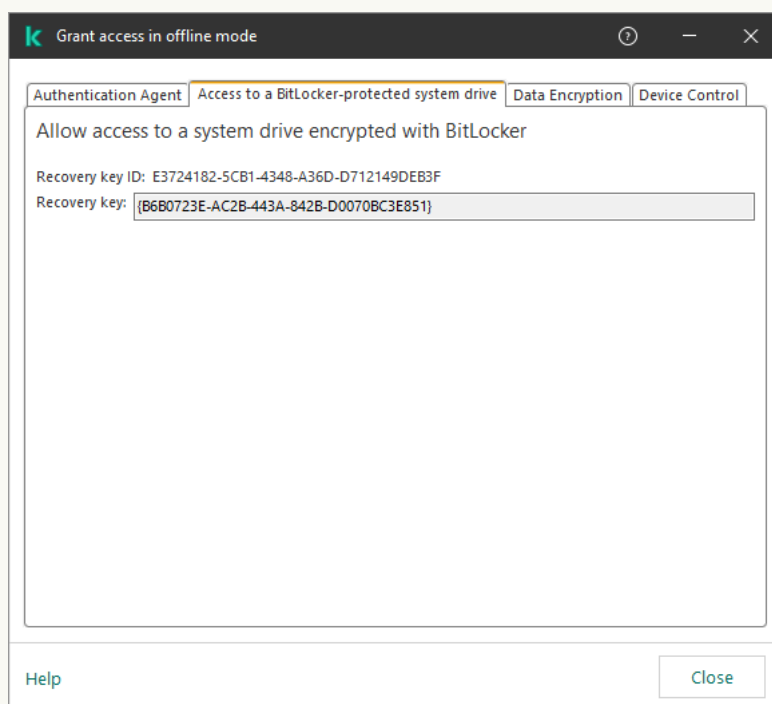 Grant access in offline mode
Authentication Agent Access to a BitLocker-protected system drive Data Encryption Device Control
Allow access to a system drive encrypted with BitLocker
Recovery key ID: E3724182-5CB1-4348-A36D-D712149DEB3F
Recovery key: {B6B0723E-AC2B-443A-842B-D0070BC3E851}
Help Close